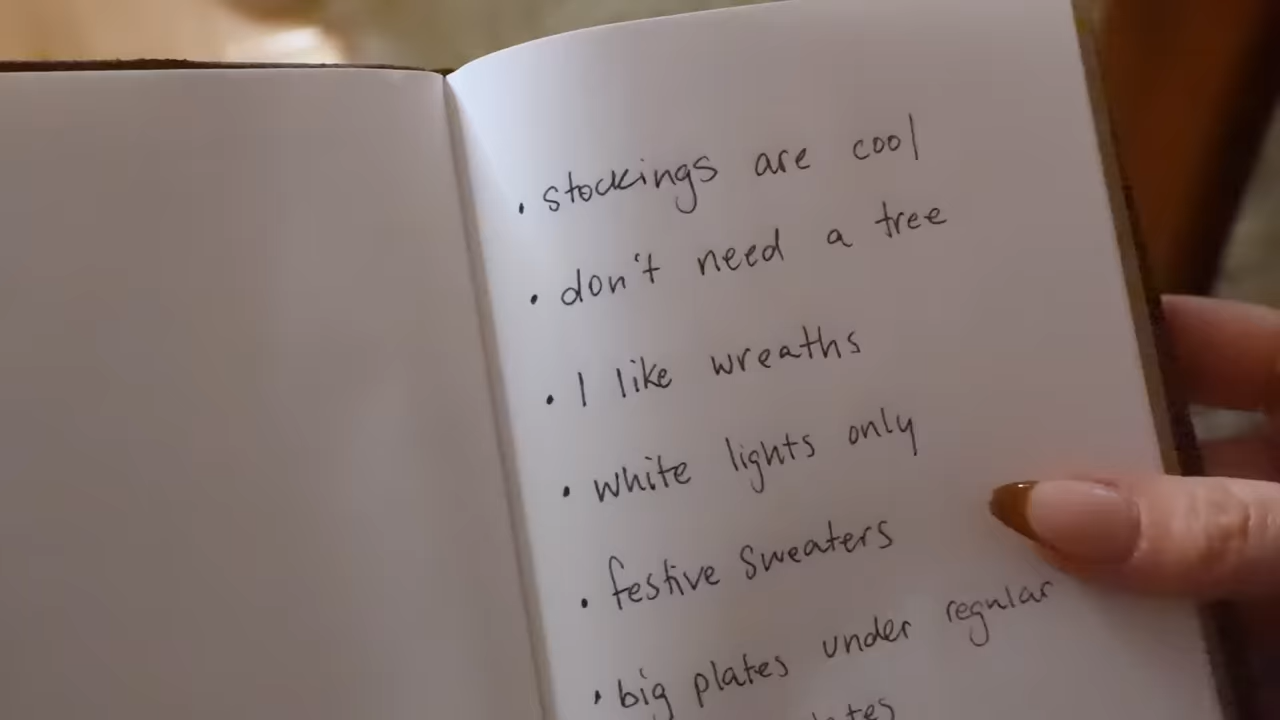 • stockings are cool
• don't need a tree
• I like wreaths
• white lights only
• festive sweaters
• big plates under regular